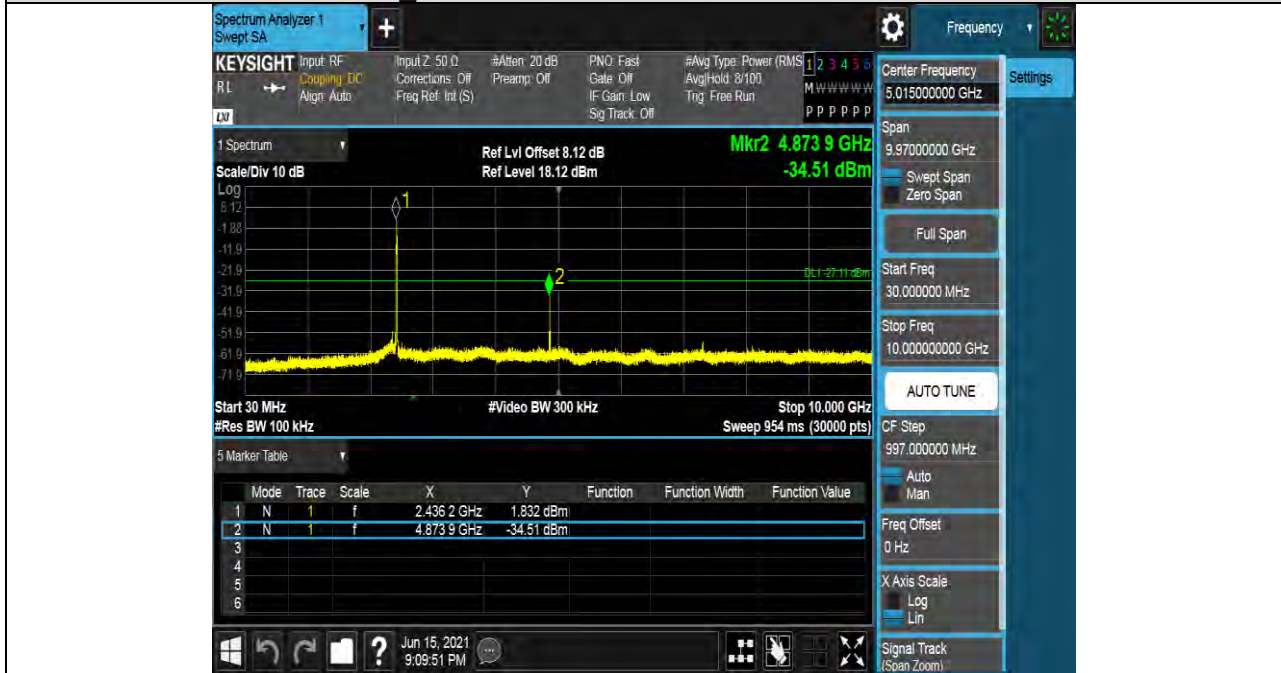 Spectrum Analyzer 1
Swept SA
+
Frequency
KEYSIGHT Input: RF Input Z: 50 Ω #Atten: 20 dB PNO: Fast #Avg Type: Power (RMS 1 2 3 4 5 6
RL Coupling: DC Corrections: Off Preamp: Off Gate: Off Avg|Hold: 8/100 M W W W W W
Align: Auto Freq Ref: Int (S) IF Gain: Low Trig: Free Run
LXI Sig Track: Off P P P P P P
Center Frequency
5.015000000 GHz
Settings
1 Spectrum
Scale/Div 10 dB
Ref Lvl Offset 8.12 dB
Ref Level 18.12 dBm
Mkr2 4.873 9 GHz
-34.51 dBm
Log
8.12
-1.88
-11.9
-21.9
-31.9
-41.9
-51.9
-61.9
-71.9
1
2
DL1 -27.11 dBm
Start 30 MHz #Video BW 300 kHz Stop 10.000 GHz
#Res BW 100 kHz Sweep 954 ms (30000 pts)
Span
9.97000000 GHz
Swept Span
Zero Span
Full Span
Start Freq
30.000000 MHz
Stop Freq
10.000000000 GHz
AUTO TUNE
CF Step
997.000000 MHz
Auto
Man
Freq Offset
0 Hz
X Axis Scale
Log
Lin
Signal Track
(Span Zoom)
5 Marker Table
Mode Trace Scale X Y Function Function Width Function Value
1 N 1 f 2.436 2 GHz 1.832 dBm
2 N 1 f 4.873 9 GHz -34.51 dBm
3
4
5
6
? Jun 15, 2021
9:09:51 PM